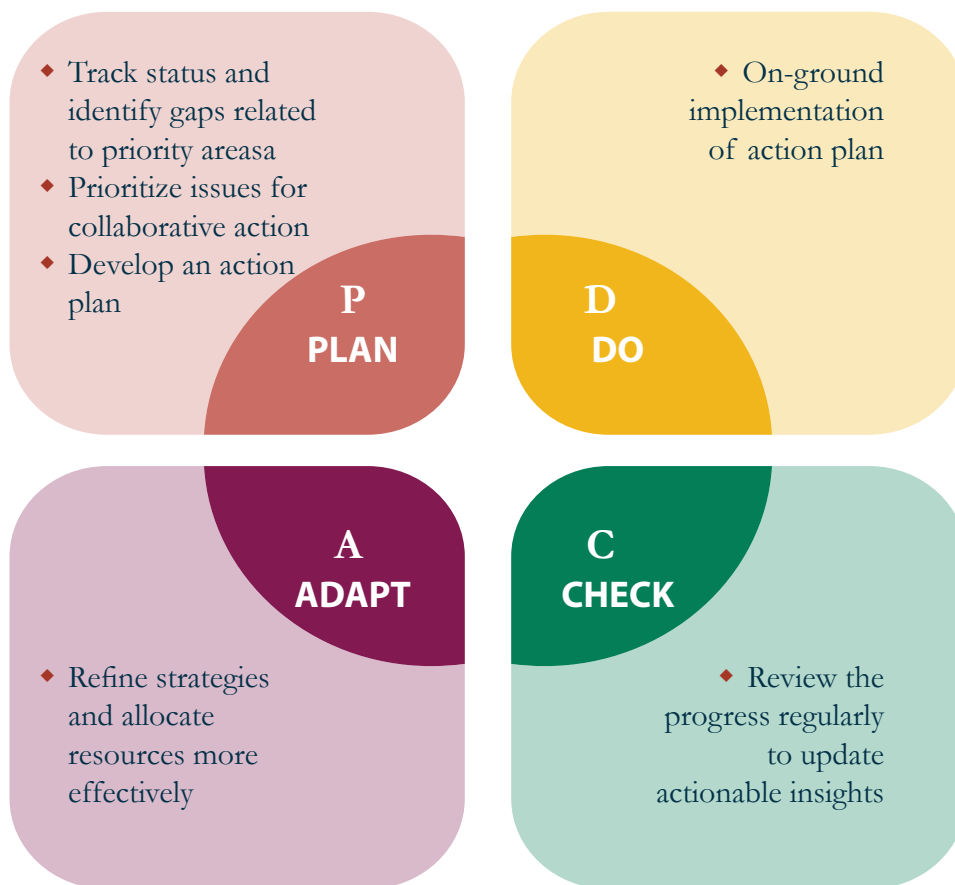 ◆ Track status and
identify gaps related
to priority areasa
◆ Prioritize issues for
collaborative action
◆ Develop an action
plan
P
PLAN
◆ On-ground
implementation
of action plan
D
DO
A
ADAPT
◆ Refine strategies
and allocate
resources more
effectively
C
CHECK
◆ Review the
progress regularly
to update
actionable insights